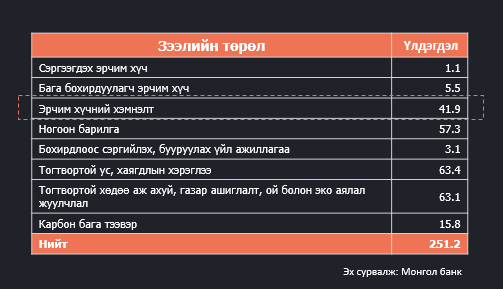 Зээлийн төрөл Үлдэгдэл
Сэргээгдэх эрчим хүч 1.1
Бага бохирдуулагч эрчим хүч 5.5
Эрчим хүчний хэмнэлт 41.9
Ногоон барилга 57.3
Бохирдлоос сэргийлэх, бууруулах үйл ажиллагаа 3.1
Тогтвортой ус, хаягдлын хэрэглээ 63.4
Тогтвортой хөдөө аж ахуй, газар ашиглалт, ой болон эко аялал
жуулчлал 63.1
Карбон бага тээвэр 15.8
Нийт 251.2
Эх сурвалж: Монгол банк